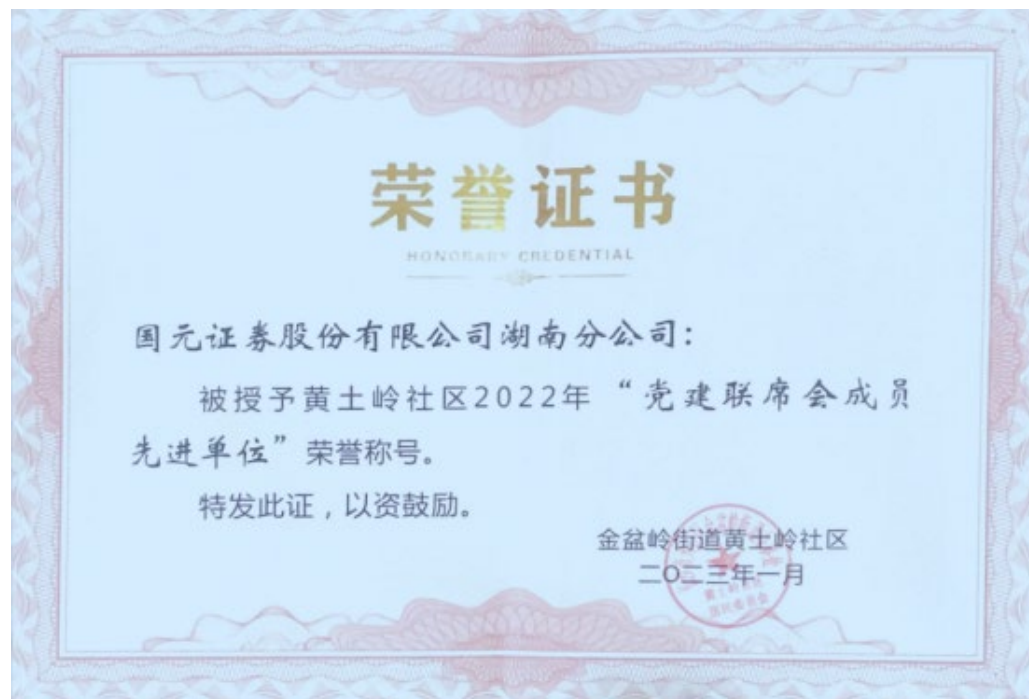 荣誉证书
HONORARY CREDENTIAL
国元证券股份有限公司湖南分公司：
被授予黄土岭社区2022年“党建联席会成员
先进单位”荣誉称号。
特发此证，以资鼓励。
金盆岭街道黄土岭社区
二〇二三年一月